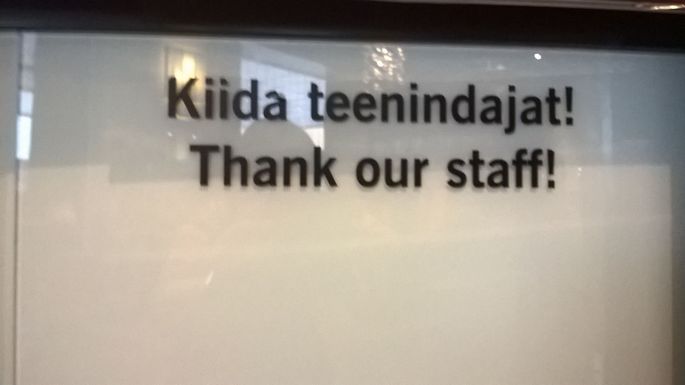 Kiida teenindajat!
Thank our staff!